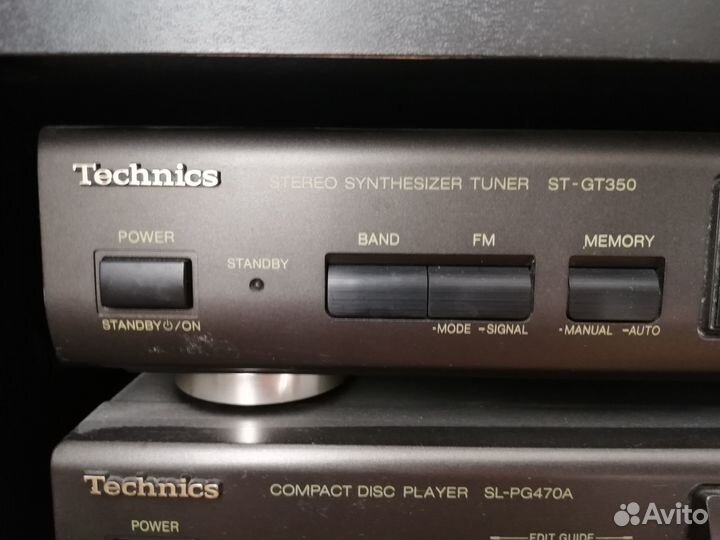 Technics STEREO SYNTHESIZER TUNER ST-GT350
POWER BAND FM MEMORY
STANDBY
STANDBY⏻/ON -MODE -SIGNAL -MANUAL -AUTO
Technics COMPACT DISC PLAYER SL-PG470A
POWER EDIT GUIDE
Avito